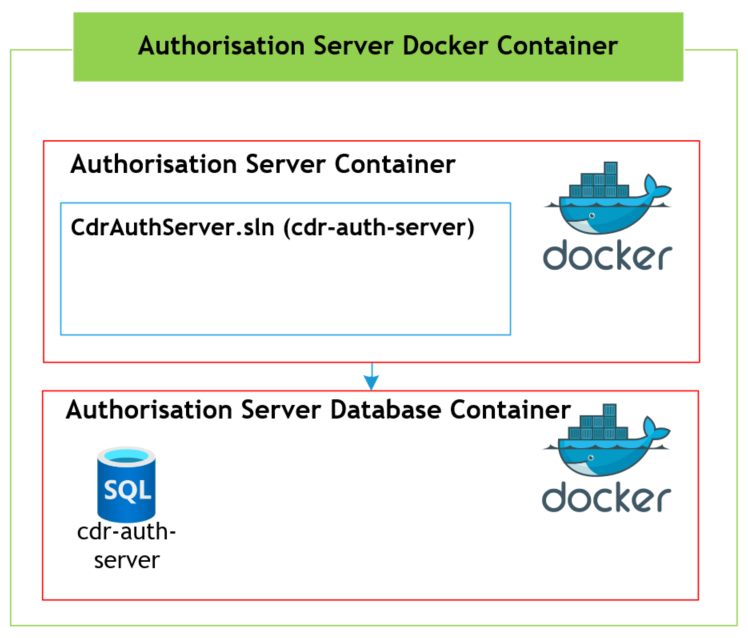 Authorisation Server Docker Container
Authorisation Server Container
CdrAuthServer.sln (cdr-auth-server)
docker
Authorisation Server Database Container
SQL
cdr-auth-
server
docker